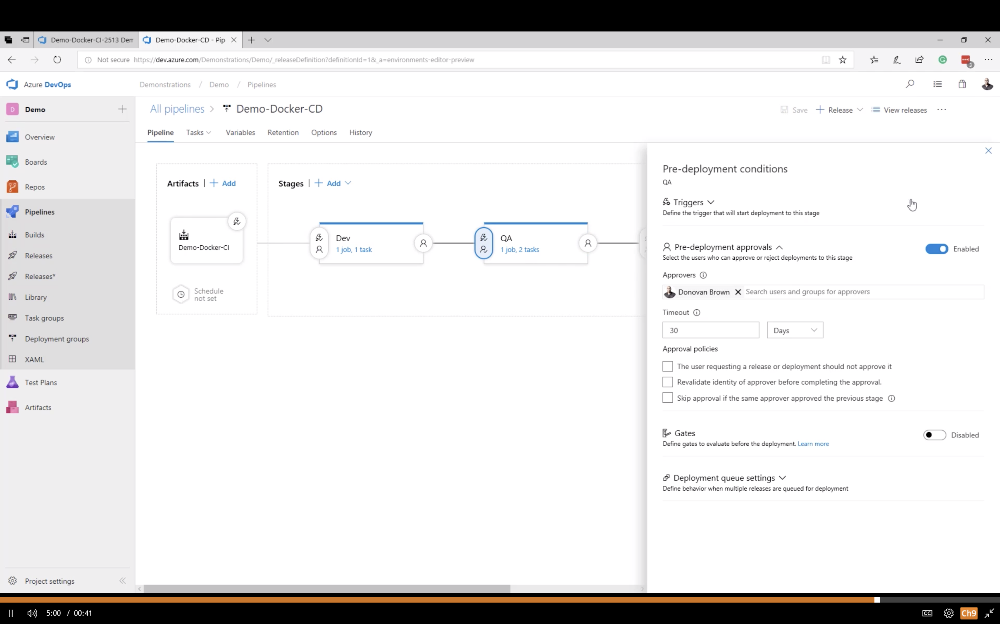 Demo-Docker-CI-2513 Dem
Demo-Docker-CD - Pip
Not secure https://dev.azure.com/Demonstrations/Demo/_releaseDefinition?definitionId=1&_a=environments-editor-preview
3
Azure DevOps
Demonstrations / Demo / Pipelines
D Demo
Overview
Boards
Repos
Pipelines
Builds
Releases
Releases*
Library
Task groups
Deployment groups
XAML
Test Plans
Artifacts
Project settings
All pipelines > Demo-Docker-CD
Save
Release
View releases
Pipeline Tasks Variables Retention Options History
Artifacts | + Add
Demo-Docker-CI
Schedule
not set
Stages | + Add
Dev
1 job, 1 task
QA
1 job, 2 tasks
Pre-deployment conditions
QA
Triggers
Define the trigger that will start deployment to this stage
Pre-deployment approvals
Enabled
Select the users who can approve or reject deployments to this stage
Approvers
Donovan Brown Search users and groups for approvers
Timeout
30 Days
Approval policies
The user requesting a release or deployment should not approve it
Revalidate identity of approver before completing the approval.
Skip approval if the same approver approved the previous stage
Gates
Disabled
Define gates to evaluate before the deployment. Learn more
Deployment queue settings
Define behavior when multiple releases are queued for deployment
5:00 / 00:41
CC
Ch9